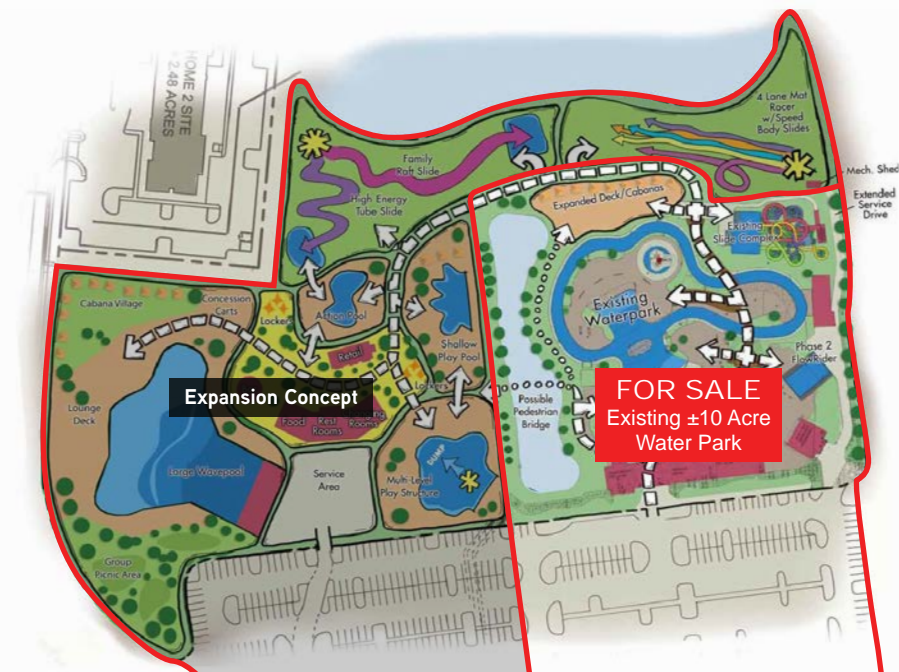 HOME 2 SITE
2.48 ACRES
4 Lane Mat
Racer
w/Speed
Body Slides
Family
Raft Slide
High Energy
Tube Slide
Mech. Shed
Extended
Service
Drive
Expanded Deck/Cabanas
Existing
Slide Complex
Cabana Village
Concession
Carts
Lockers
Action Pool
Existing
Waterpark
Retail
Shallow
Play Pool
Phase 2
FlowRider
Lockers
Expansion Concept
FOR SALE
Existing ±10 Acre
Water Park
Lounge
Deck
Food
Rest
Rooms
Rooms
Possible
Pedestrian
Bridge
Large Wavepool
Service
Area
DUMP
Multi-Level
Play Structure
Group
Picnic Area